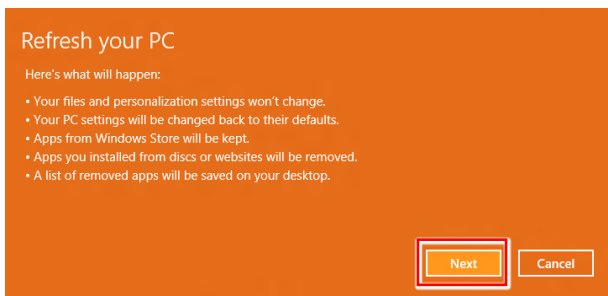 Refresh your PC
Here's what will happen:
• Your files and personalization settings won't change.
• Your PC settings will be changed back to their defaults.
• Apps from Windows Store will be kept.
• Apps you installed from discs or websites will be removed.
• A list of removed apps will be saved on your desktop.
Next Cancel